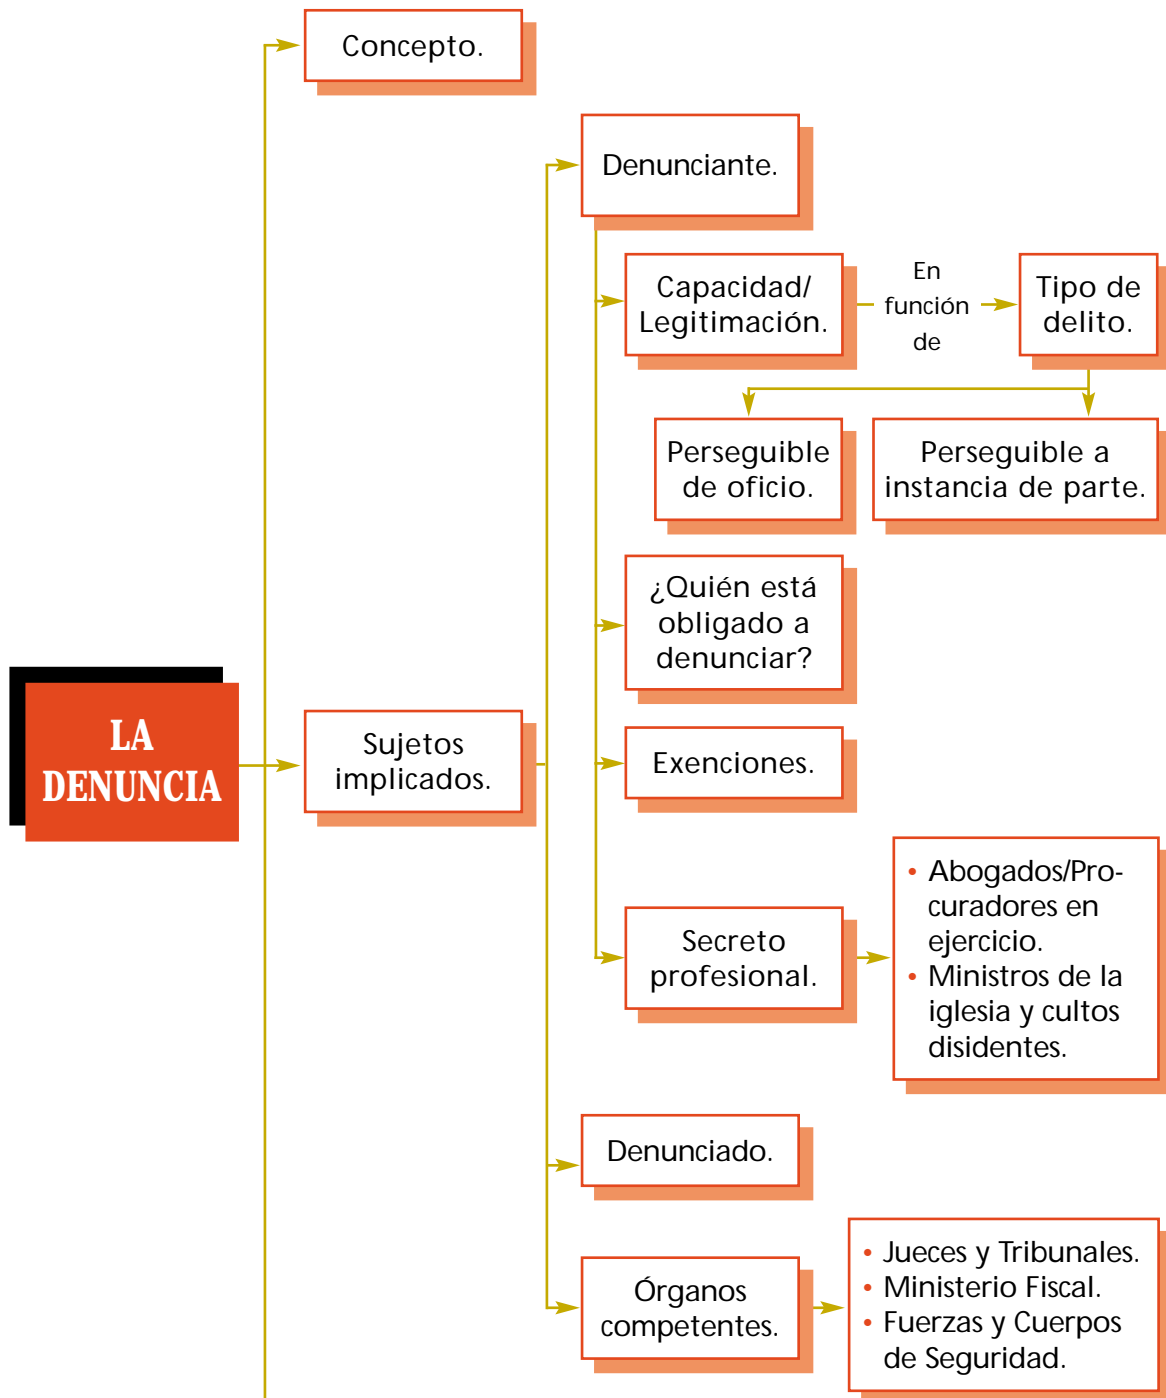 Concepto.
Denunciante.
Capacidad/
Legitimación.
En
función
de
Tipo de
delito.
Perseguible
de oficio.
Perseguible a
instancia de parte.
¿Quién está
obligado a
denunciar?
LA
DENUNCIA
Sujetos
implicados.
Exenciones.
Secreto
profesional.
• Abogados/Pro-
curadores en
ejercicio.
• Ministros de la
iglesia y cultos
disidentes.
Denunciado.
Órganos
competentes.
• Jueces y Tribunales.
• Ministerio Fiscal.
• Fuerzas y Cuerpos
de Seguridad.